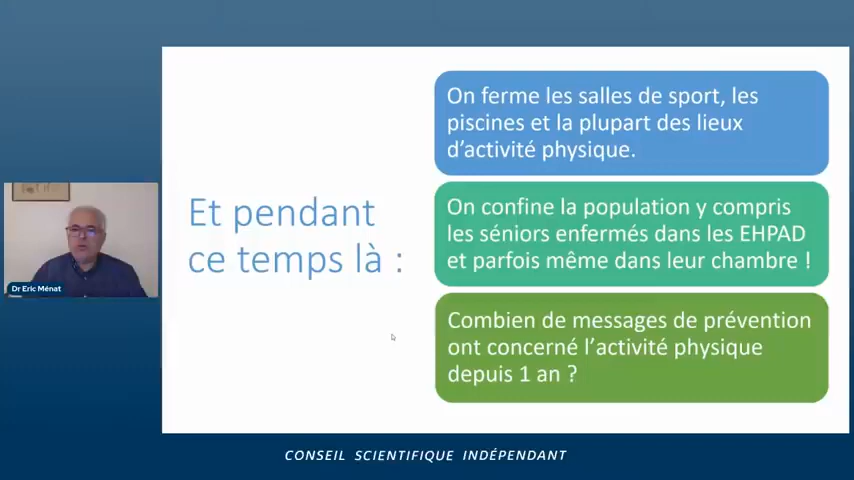 Et pendant
ce temps là :
On ferme les salles de sport, les
piscines et la plupart des lieux
d'activité physique.
On confine la population y compris
les séniors enfermés dans les EHPAD
et parfois même dans leur chambre !
Combien de messages de prévention
ont concerné l'activité physique
depuis 1 an ?
Dr Eric Ménat
CONSEIL SCIENTIFIQUE INDÉPENDANT